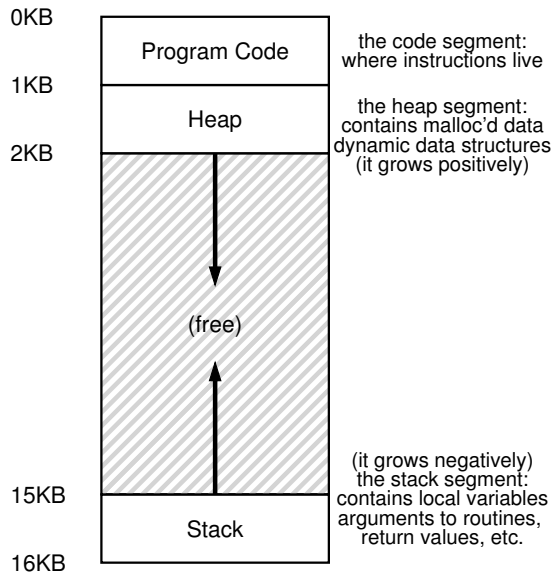 0KB
Program Code
the code segment:
where instructions live
1KB
Heap
the heap segment:
contains malloc'd data
dynamic data structures
(it grows positively)
2KB
(free)
(it grows negatively)
the stack segment:
contains local variables
arguments to routines,
return values, etc.
15KB
Stack
16KB